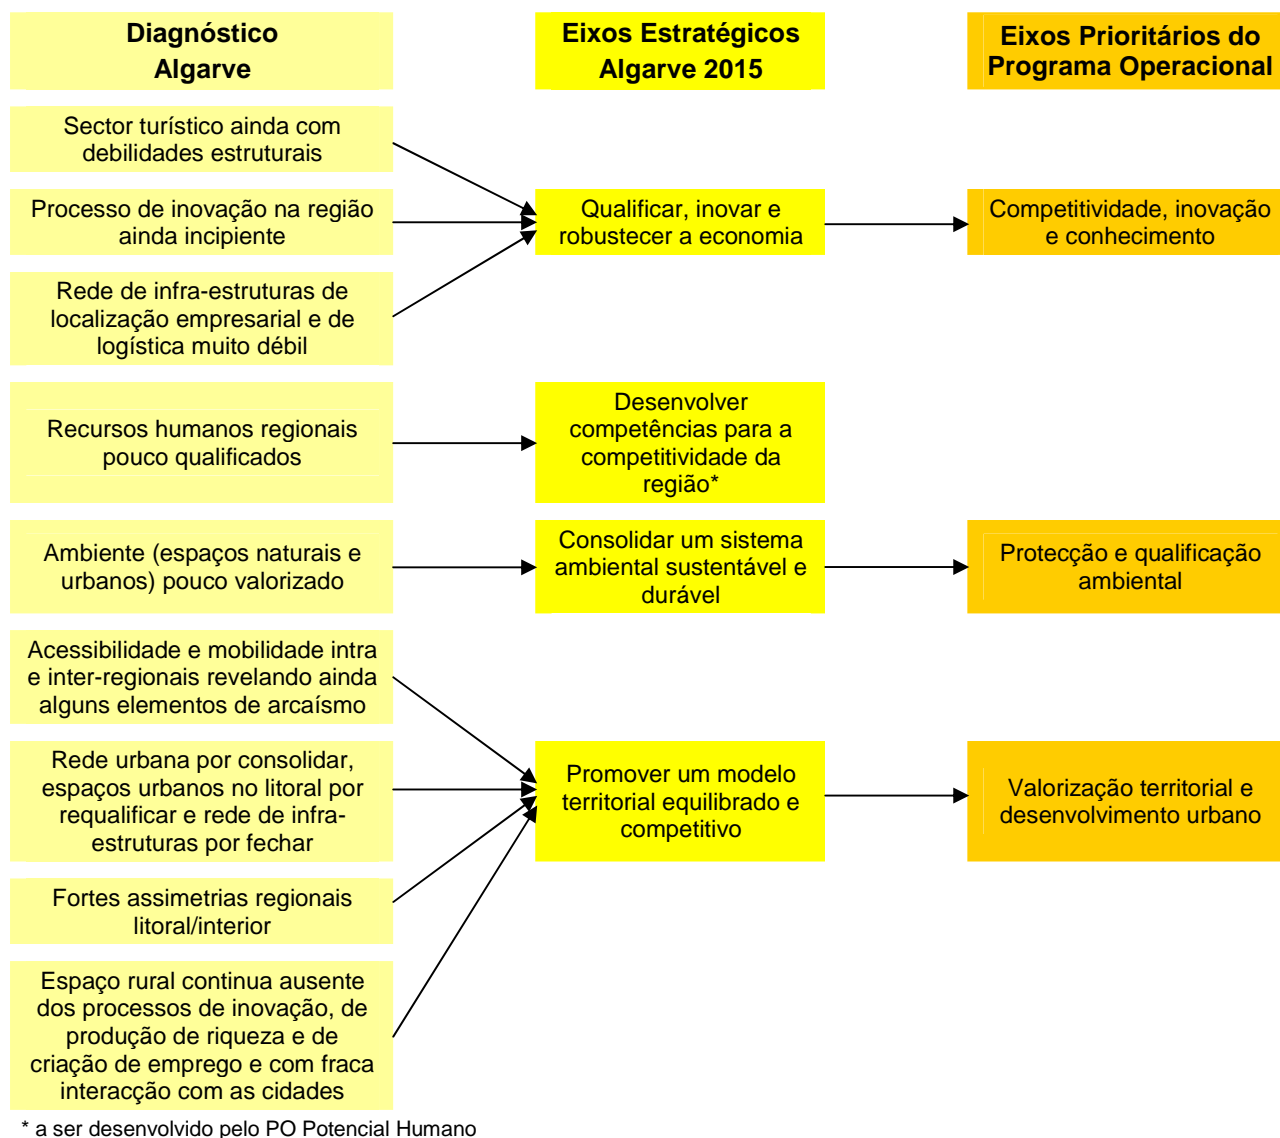 Diagnóstico
Algarve
Eixos Estratégicos
Algarve 2015
Eixos Prioritários do
Programa Operacional
Sector turístico ainda com
debilidades estruturais
Processo de inovação na região
ainda incipiente
Rede de infra-estruturas de
localização empresarial e de
logística muito débil
Qualificar, inovar e
robustecer a economia
Competitividade, inovação
e conhecimento
Recursos humanos regionais
pouco qualificados
Desenvolver
competências para a
competitividade da
região*
Ambiente (espaços naturais e
urbanos) pouco valorizado
Consolidar um sistema
ambiental sustentável e
durável
Protecção e qualificação
ambiental
Acessibilidade e mobilidade intra
e inter-regionais revelando ainda
alguns elementos de arcaísmo
Rede urbana por consolidar,
espaços urbanos no litoral por
requalificar e rede de infra-
estruturas por fechar
Fortes assimetrias regionais
litoral/interior
Espaço rural continua ausente
dos processos de inovação, de
produção de riqueza e de
criação de emprego e com fraca
interacção com as cidades
Promover um modelo
territorial equilibrado e
competitivo
Valorização territorial e
desenvolvimento urbano
* a ser desenvolvido pelo PO Potencial Humano